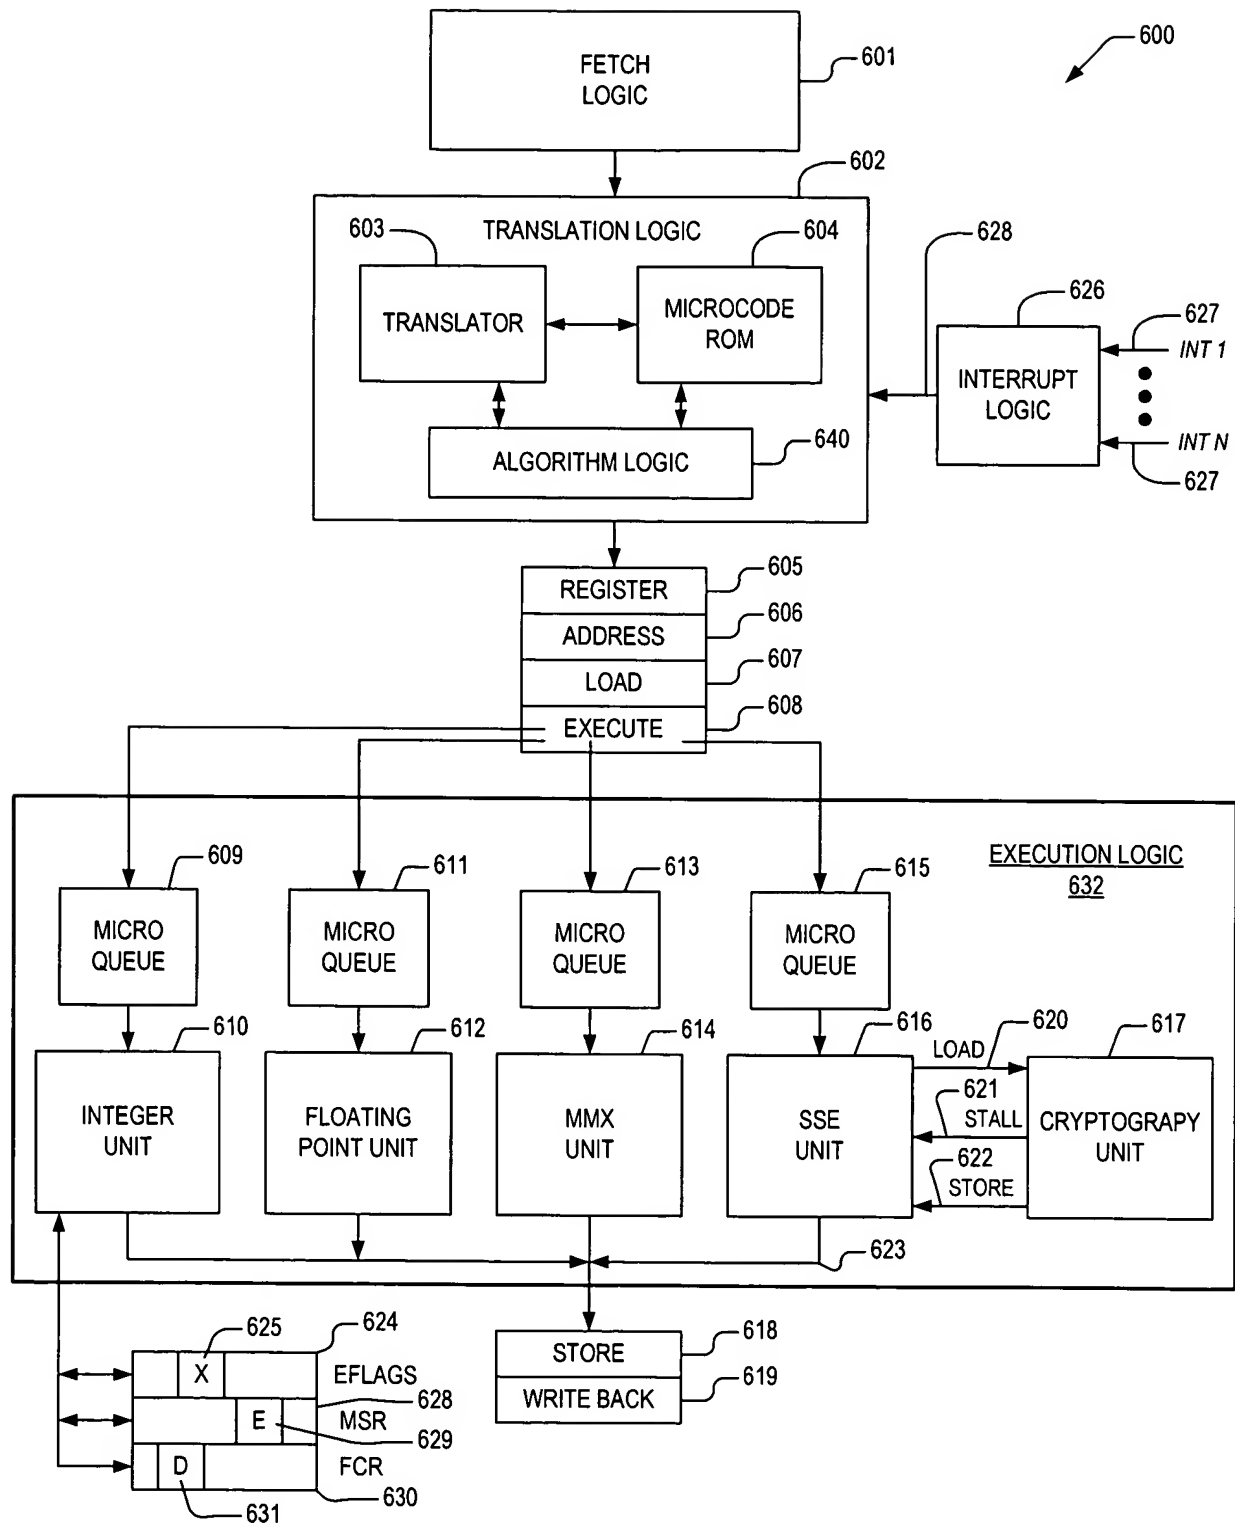 600
FETCH
LOGIC
601
602
TRANSLATION LOGIC
603
604
TRANSLATOR
MICROCODE
ROM
ALGORITHM LOGIC
640
628
626
INTERRUPT
LOGIC
627
INT 1
INT N
627
REGISTER
605
ADDRESS
606
LOAD
607
EXECUTE
608
EXECUTION LOGIC
632
609
MICRO
QUEUE
611
MICRO
QUEUE
613
MICRO
QUEUE
615
MICRO
QUEUE
610
INTEGER
UNIT
612
FLOATING
POINT UNIT
614
MMX
UNIT
616
SSE
UNIT
LOAD
620
621
STALL
622
STORE
617
CRYPTOGRAPY
UNIT
623
625
624
X
EFLAGS
628
E
MSR
629
D
FCR
631
630
STORE
618
WRITE BACK
619